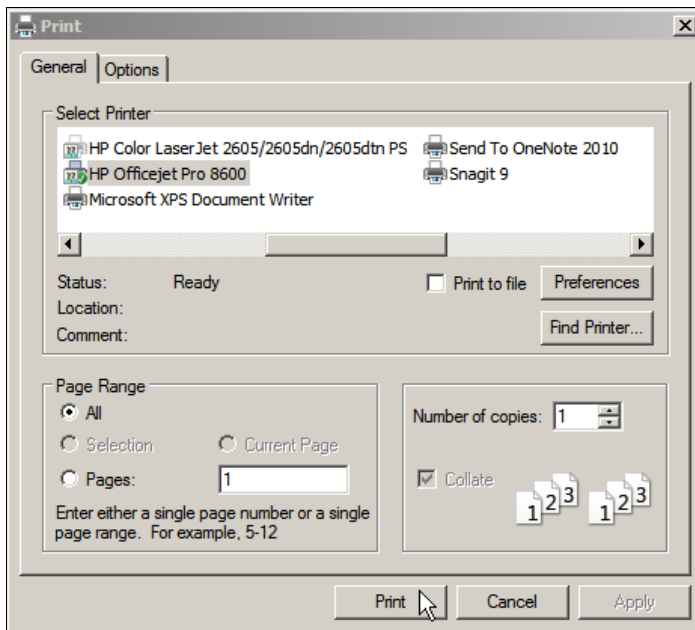 Print
General
Options
Select Printer
HP Color LaserJet 2605/2605dn/2605dtn PS
Send To OneNote 2010
HP Officejet Pro 8600
Snagit 9
Microsoft XPS Document Writer
Status:
Ready
Print to file
Preferences
Location:
Comment:
Find Printer...
Page Range
All
Selection
Current Page
Pages:
1
Enter either a single page number or a single
page range. For example, 5-12
Number of copies:
1
Collate
1 2 3
1 2 3
Print
Cancel
Apply